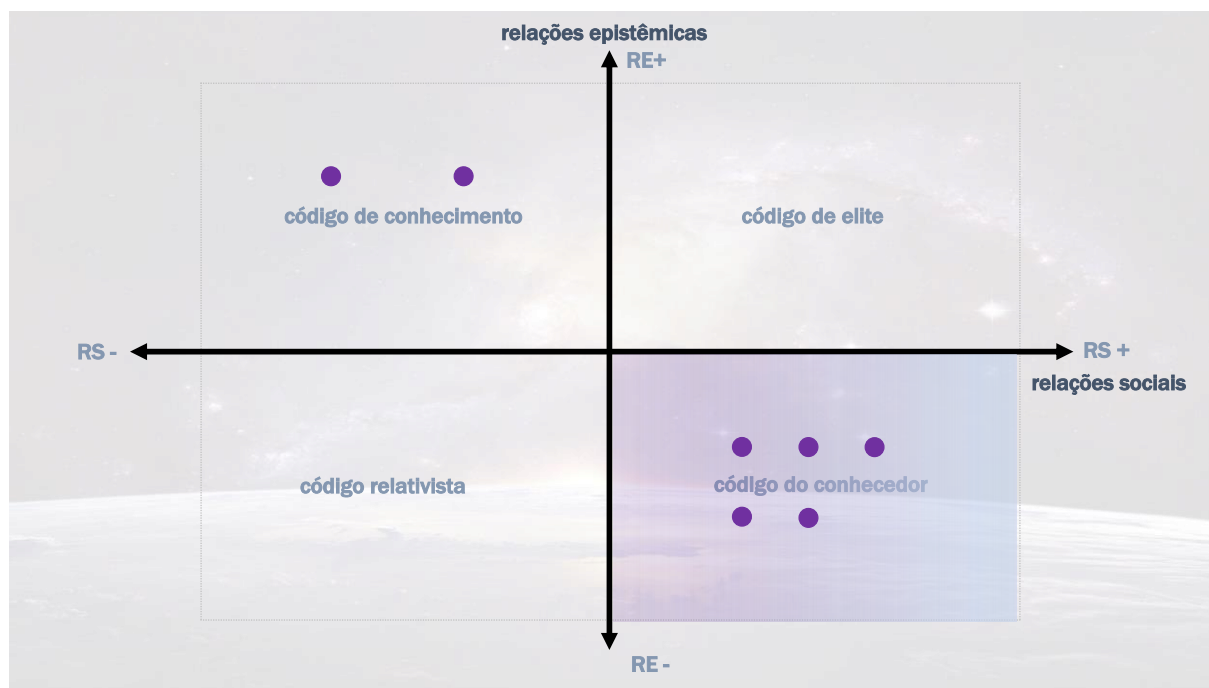 relações epistêmicas
RE+
código de conhecimento
código de elite
RS -
RS +
relações sociais
código relativista
código do conhecedor
RE -